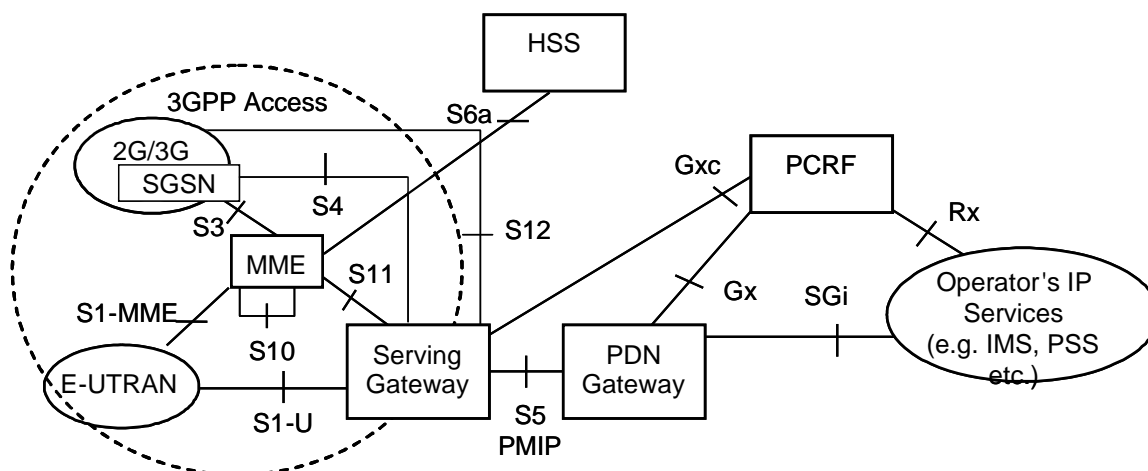 HSS
3GPP Access
S6a
2G/3G
SGSN
S4
S3
S12
Gxc
PCRF
Rx
MME
S11
S1-MME
S10
Gx
SGi
Operator's IP
Services
(e.g. IMS, PSS
etc.)
E-UTRAN
S1-U
Serving
Gateway
S5
PMIP
PDN
Gateway